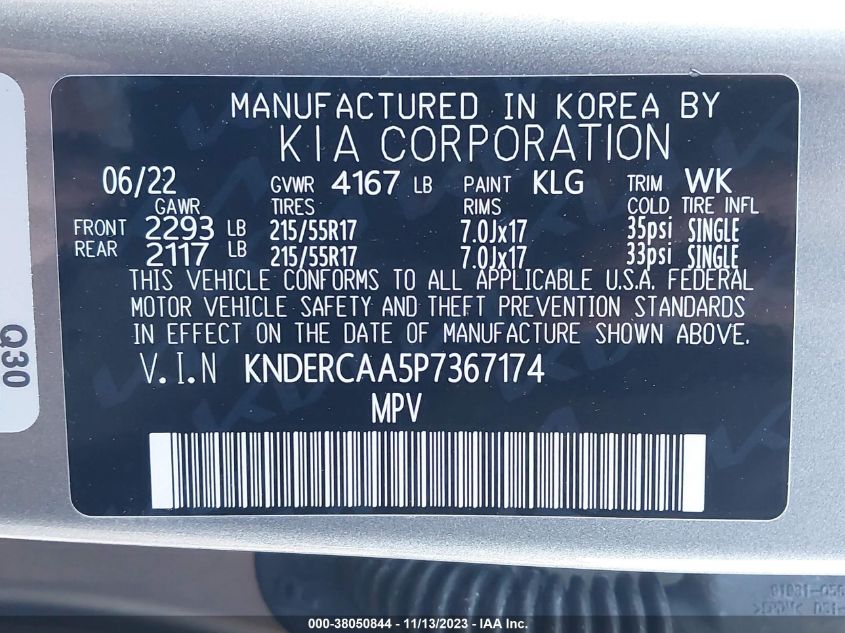 MANUFACTURED IN KOREA BY
KIA CORPORATION
06/22 GVWR 4167 LB PAINT KLG TRIM WK
GAWR TIRES RIMS COLD TIRE INFL
FRONT 2293 LB 215/55R17 7.0Jx17 35psi SINGLE
REAR 2117 LB 215/55R17 7.0Jx17 33psi SINGLE
THIS VEHICLE CONFORMS TO ALL APPLICABLE U.S.A. FEDERAL
MOTOR VEHICLE SAFETY AND THEFT PREVENTION STANDARDS
IN EFFECT ON THE DATE OF MANUFACTURE SHOWN ABOVE.
V.I.N KNDERCAA5P7367174
MPV
Q30
000-38050844 | 11/13/2023 | IAA Inc.